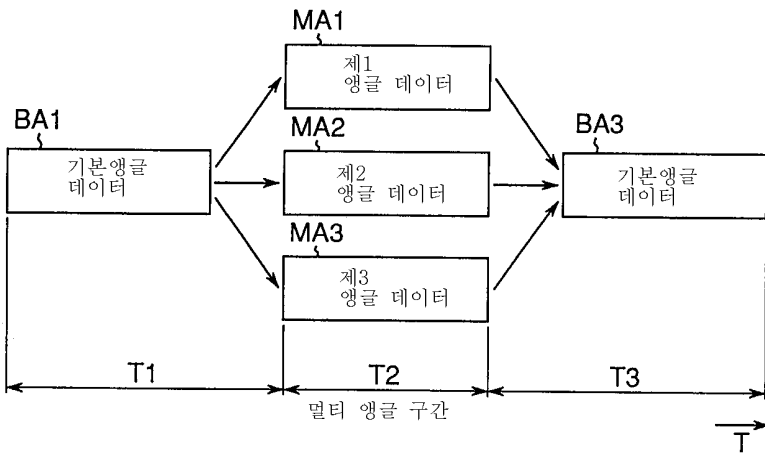 MA1
제1
앵글 데이터
BA1
기본앵글
데이터
MA2
제2
앵글 데이터
BA3
기본앵글
데이터
MA3
제3
앵글 데이터
T1
T2
T3
멀티 앵글 구간
T